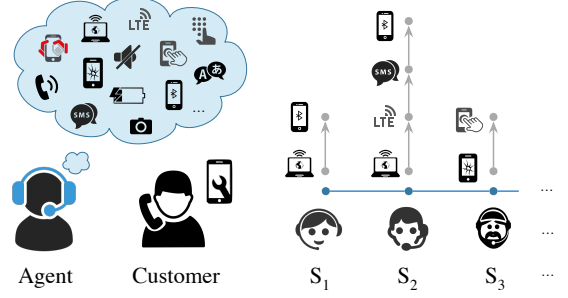 LTE
A あ
SMS
...
SMS
LTE
...
...
Agent
Customer
S1
S2
S3
...